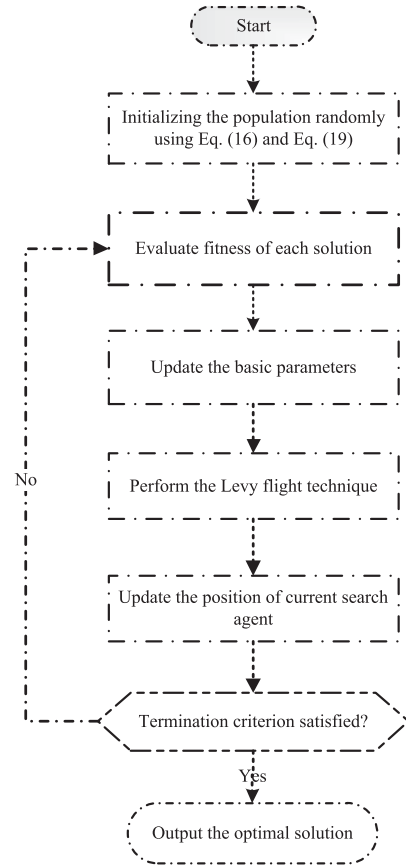 Start
Initializing the population randomly
using Eq. (16) and Eq. (19)
Evaluate fitness of each solution
Update the basic parameters
No
Perform the Levy flight technique
Update the position of current search
agent
Termination criterion satisfied?
Yes
Output the optimal solution